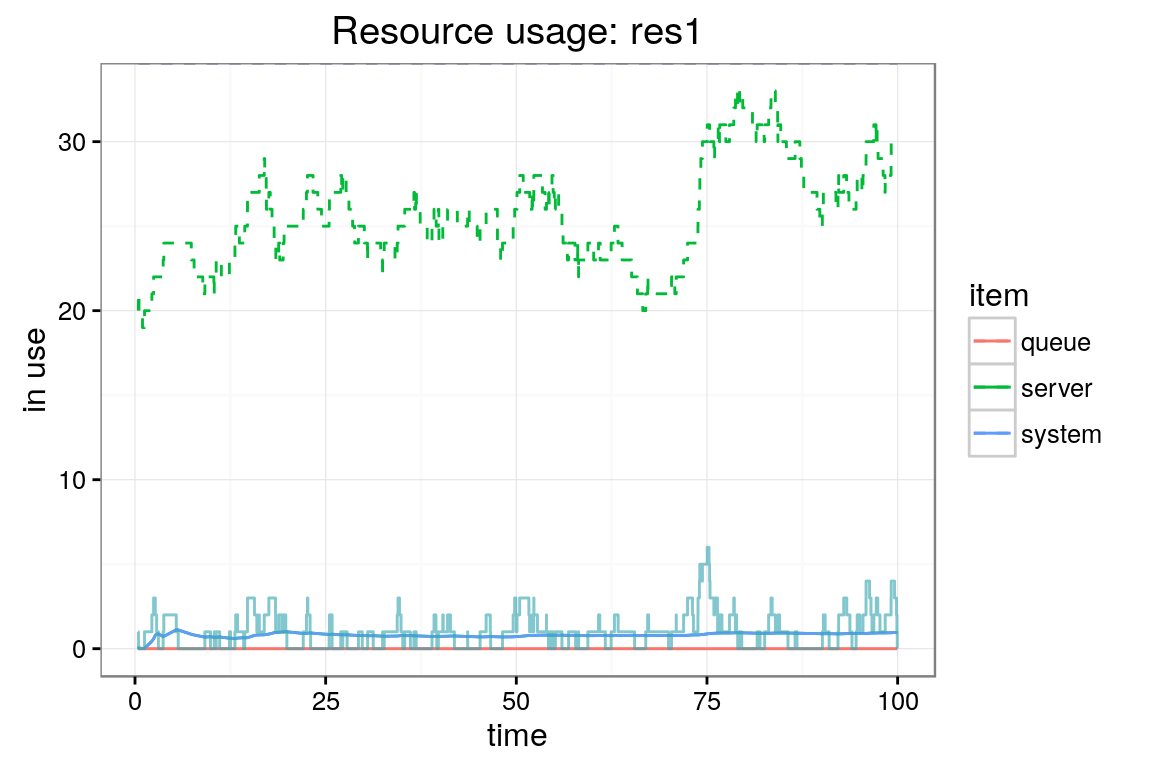 Resource usage: res1
30
20
10
0
in use
0 25 50 75 100
time
item
queue
server
system